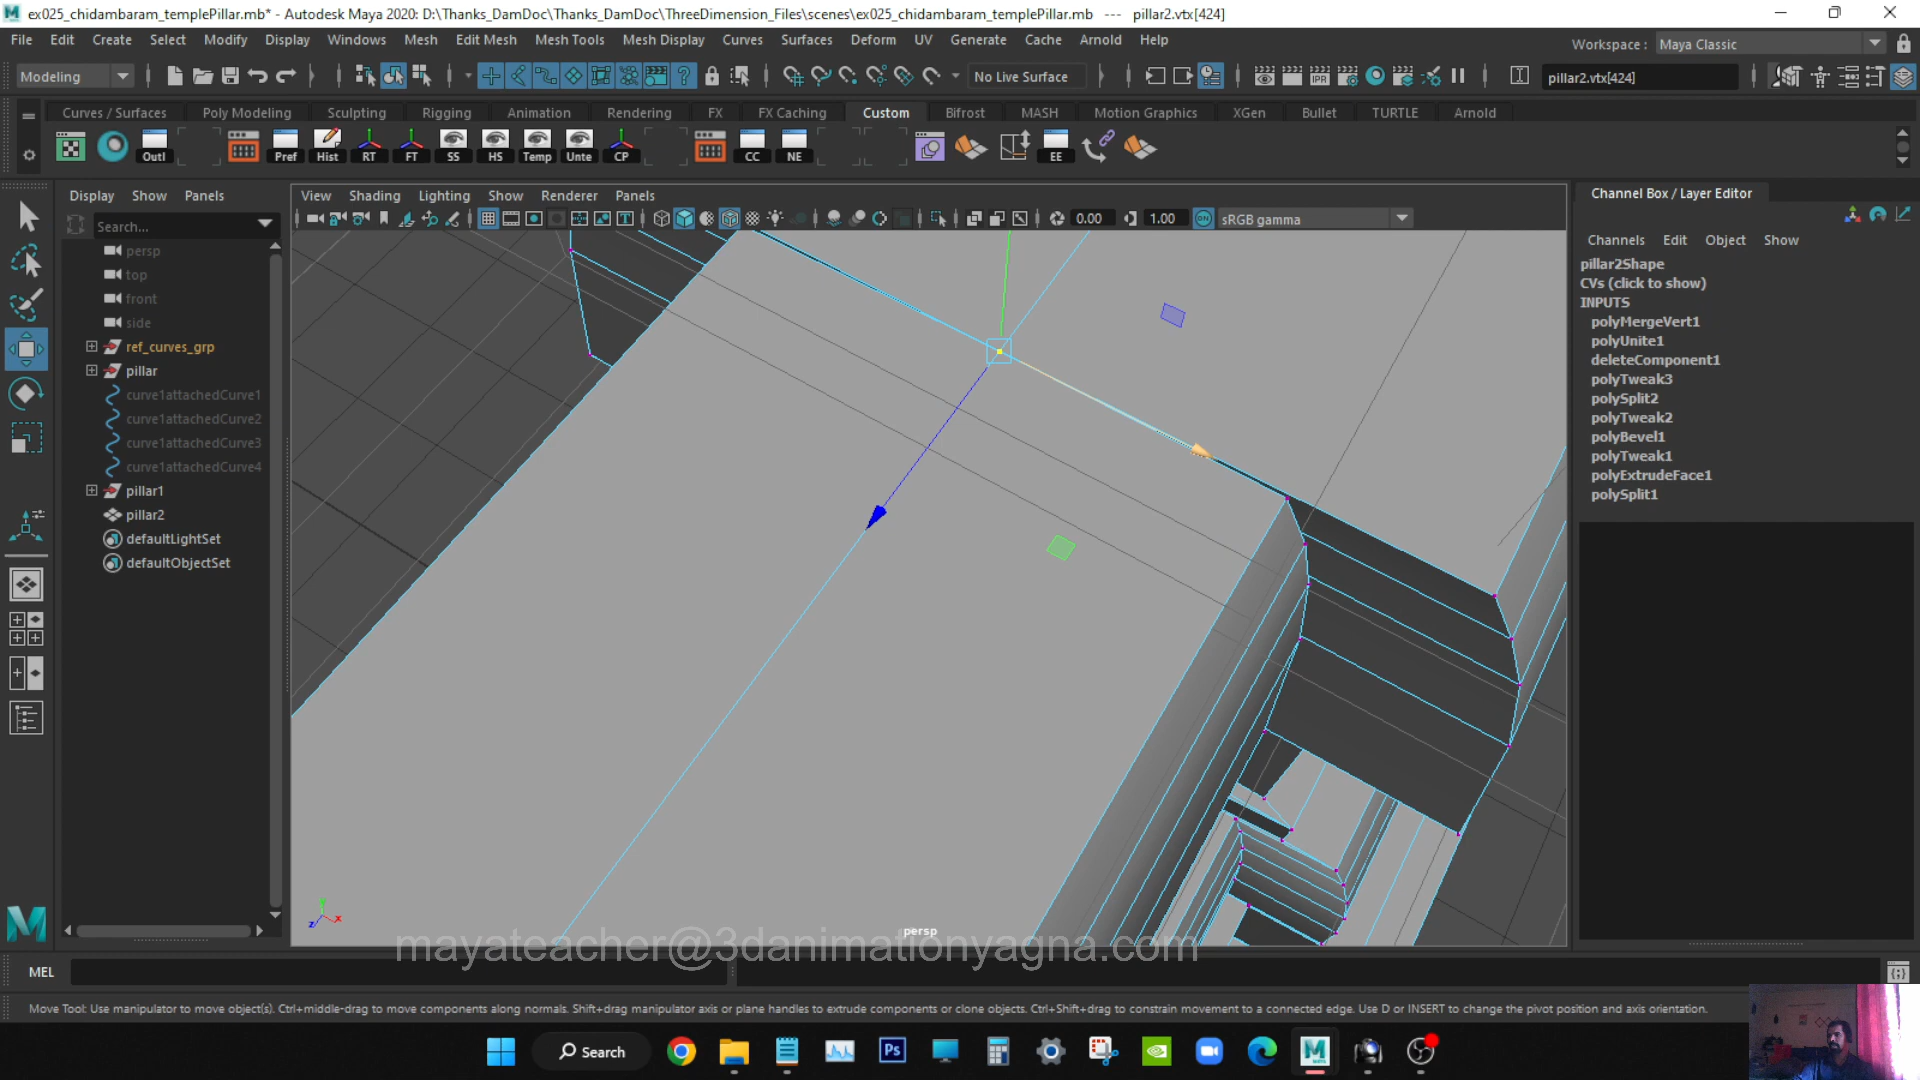 ex025_chidambaram_templePillar.mb* - Autodesk Maya 2020: D:\Thanks_DamDoc\Thanks_DamDoc\ThreeDimension_Files\scenes\ex025_chidambaram_templePillar.mb --- pillar2.vtx[424]
File Edit Create Select Modify Display Windows Mesh Edit Mesh Mesh Tools Mesh Display Curves Surfaces Deform UV Generate Cache Arnold Help
Workspace : Maya Classic
Modeling No Live Surface pillar2.vtx[424]
Curves / Surfaces Poly Modeling Sculpting Rigging Animation Rendering FX FX Caching Custom Bifrost MASH Motion Graphics XGen Bullet TURTLE Arnold
Outl Pref Hist RT FT SS HS Temp Unte CP CC NE EE
Display Show Panels
View Shading Lighting Show Renderer Panels
Search...
0.00 1.00 ON sRGB gamma
persp
top
front
side
ref_curves_grp
pillar
curve1attachedCurve1
curve1attachedCurve2
curve1attachedCurve3
curve1attachedCurve4
pillar1
pillar2
defaultLightSet
defaultObjectSet
Channel Box / Layer Editor
Channels Edit Object Show
pillar2Shape
CVs (click to show)
INPUTS
polyMergeVert1
polyUnite1
deleteComponent1
polyTweak3
polySplit2
polyTweak2
polyBevel1
polyTweak1
polyExtrudeFace1
polySplit1
y
z
x
persp
mayateacher@3danimationyagna.com
MEL
Move Tool: Use manipulator to move object(s). Ctrl+middle-drag to move components along normals. Shift+drag manipulator axis or plane handles to extrude components or clone objects. Ctrl+Shift+drag to constrain movement to a connected edge. Use D or INSERT to change the pivot position and axis orientation.
Search
Ps